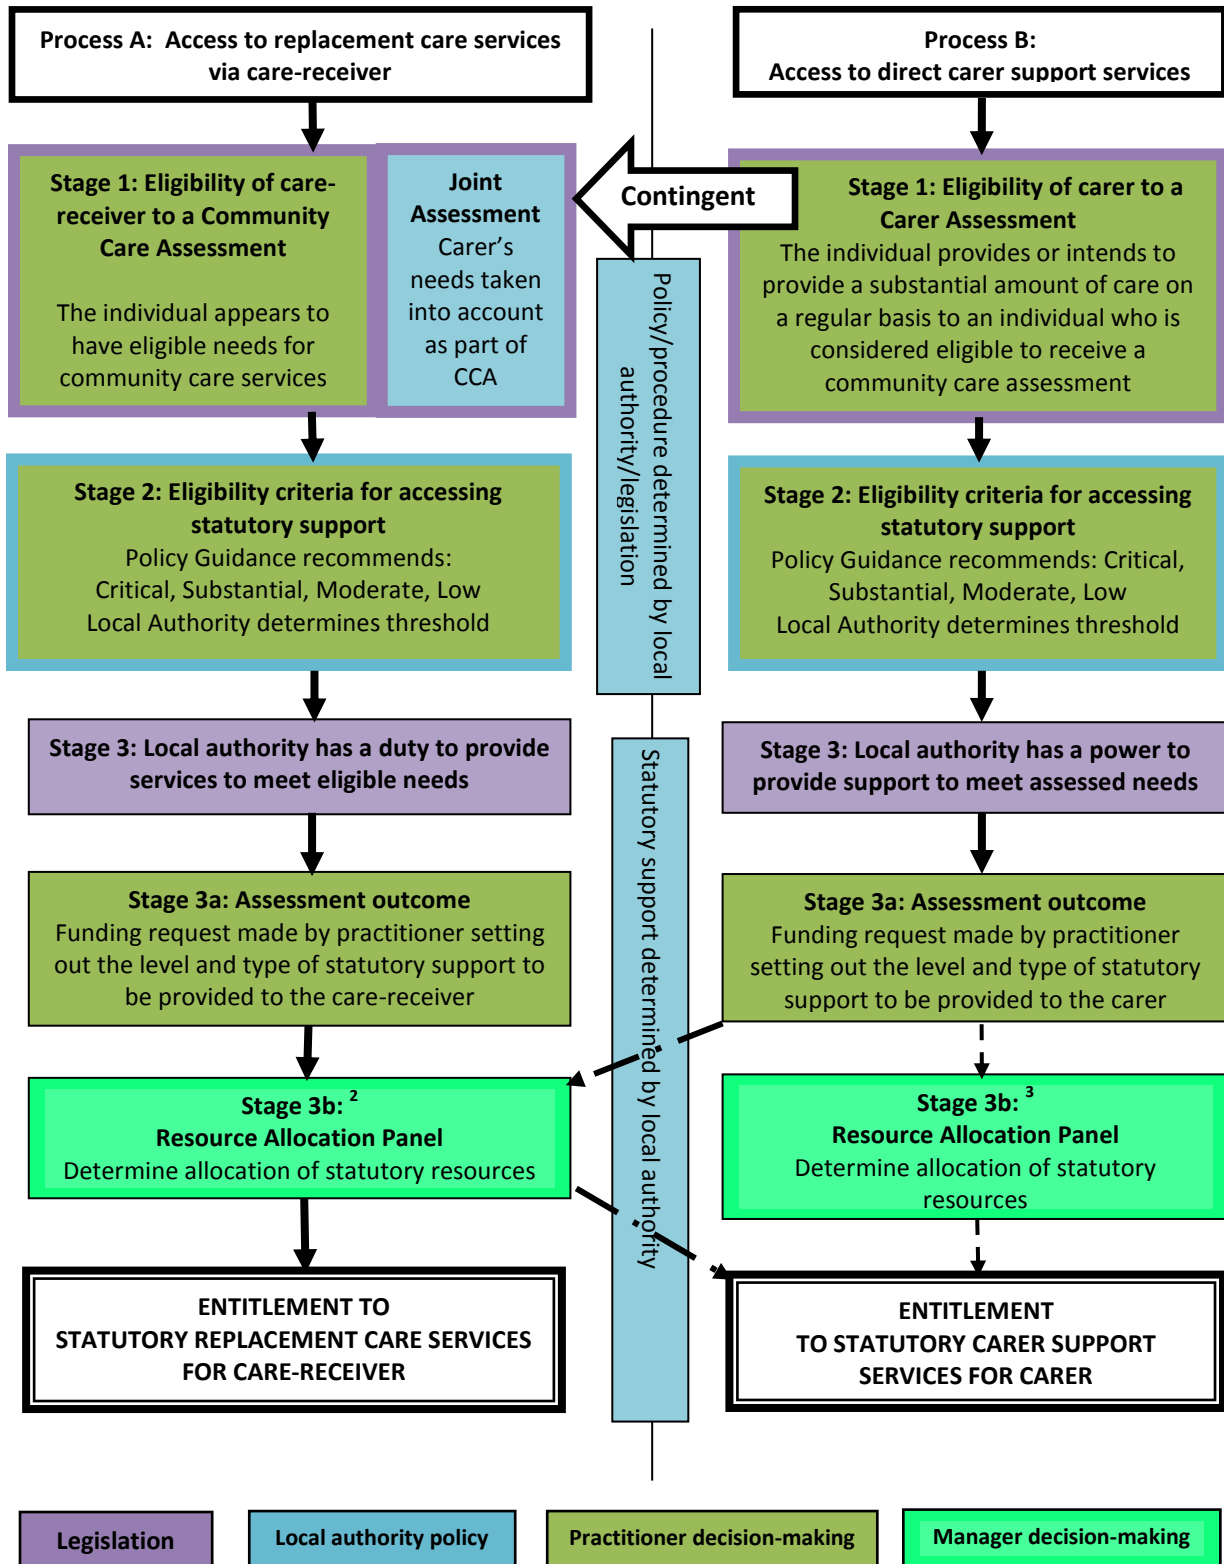 Process A:  Access to replacement care services
via care-receiver
Process B:
Access to direct carer support services
Stage 1: Eligibility of care-
receiver to a Community
Care Assessment
The individual appears to
have eligible needs for
community care services
Joint
Assessment
Carer's
needs taken
into account
as part of
CCA
Contingent
Stage 1: Eligibility of carer to a
Carer Assessment
The individual provides or intends to
provide a substantial amount of care on
a regular basis to an individual who is
considered eligible to receive a
community care assessment
Policy/procedure determined by local
authority/legislation
Stage 2: Eligibility criteria for accessing
statutory support
Policy Guidance recommends:
Critical, Substantial, Moderate, Low
Local Authority determines threshold
Stage 2: Eligibility criteria for accessing
statutory support
Policy Guidance recommends: Critical,
Substantial, Moderate, Low
Local Authority determines threshold
Stage 3: Local authority has a duty to provide
services to meet eligible needs
Statutory support determined by local authority
Stage 3: Local authority has a power to
provide support to meet assessed needs
Stage 3a: Assessment outcome
Funding request made by practitioner setting
out the level and type of statutory support to
be provided to the care-receiver
Stage 3a: Assessment outcome
Funding request made by practitioner
setting out the level and type of statutory
support to be provided to the carer
Stage 3b: 2
Resource Allocation Panel
Determine allocation of statutory resources
Stage 3b: 3
Resource Allocation Panel
Determine allocation of statutory
resources
ENTITLEMENT TO
STATUTORY REPLACEMENT CARE SERVICES
FOR CARE-RECEIVER
ENTITLEMENT
TO STATUTORY CARER SUPPORT
SERVICES FOR CARER
Legislation
Local authority policy
Practitioner decision-making
Manager decision-making